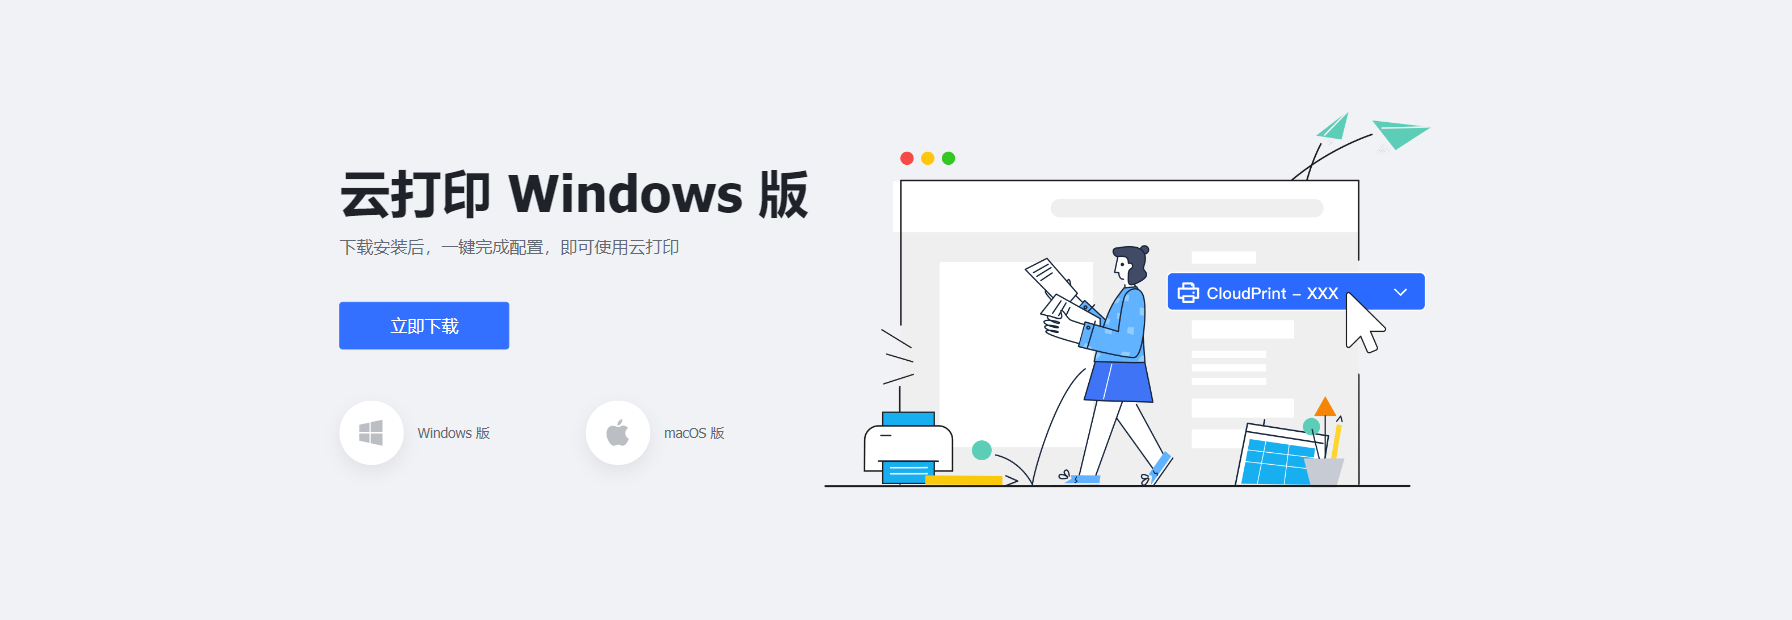 云打印 Windows 版
下载安装后，一键完成配置，即可使用云打印
立即下载
Windows 版
macOS 版
CloudPrint – XXX